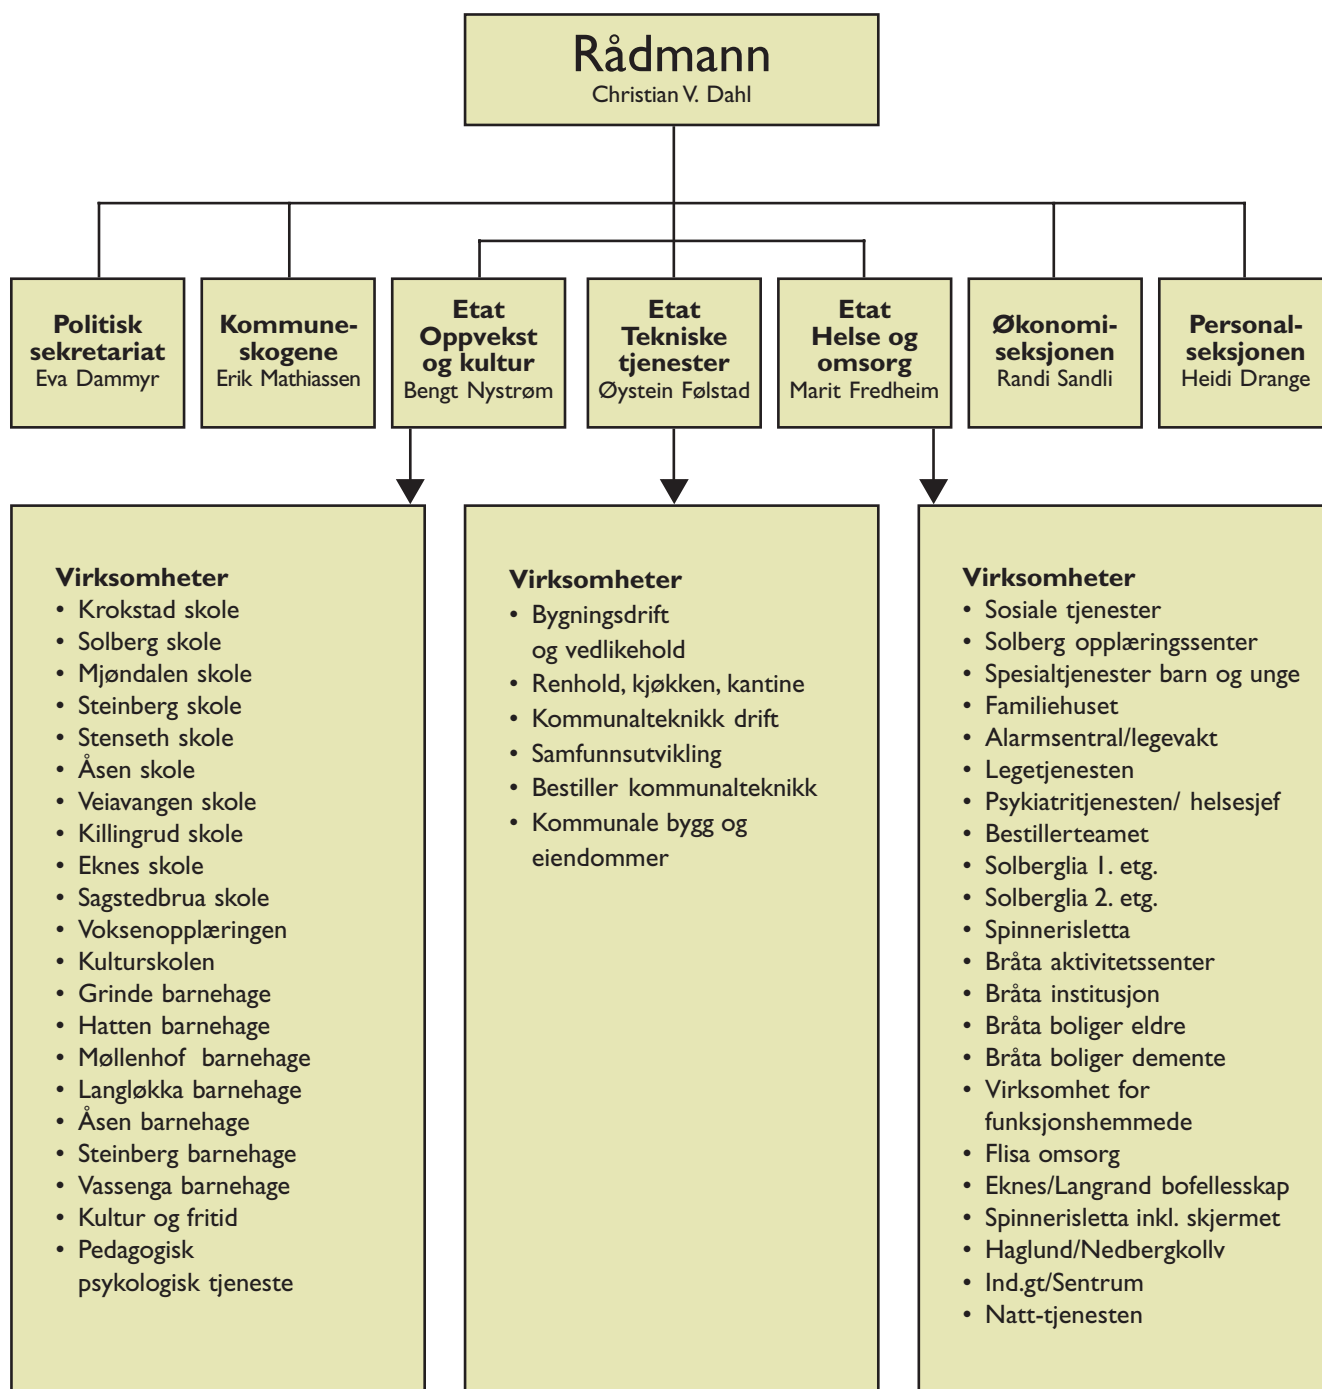 Rådmann
Christian V. Dahl
Politisk
sekretariat
Eva Dammyr
Kommune-
skogene
Erik Mathiassen
Etat
Oppvekst
og kultur
Bengt Nystrøm
Etat
Tekniske
tjenester
Øystein Følstad
Etat
Helse og
omsorg
Marit Fredheim
Økonomi-
seksjonen
Randi Sandli
Personal-
seksjonen
Heidi Drange
Virksomheter
• Krokstad skole
• Solberg skole
• Mjøndalen skole
• Steinberg skole
• Stenseth skole
• Åsen skole
• Veiavangen skole
• Killingrud skole
• Eknes skole
• Sagstedbrua skole
• Voksenopplæringen
• Kulturskolen
• Grinde barnehage
• Hatten barnehage
• Møllenhof barnehage
• Langløkka barnehage
• Åsen barnehage
• Steinberg barnehage
• Vassenga barnehage
• Kultur og fritid
• Pedagogisk
psykologisk tjeneste
Virksomheter
• Bygningsdrift
og vedlikehold
• Renhold, kjøkken, kantine
• Kommunalteknikk drift
• Samfunnsutvikling
• Bestiller kommunalteknikk
• Kommunale bygg og
eiendommer
Virksomheter
• Sosiale tjenester
• Solberg opplæringssenter
• Spesialtjenester barn og unge
• Familiehuset
• Alarmsentral/legevakt
• Legetjenesten
• Psykiatritjenesten/ helsesjef
• Bestillerteamet
• Solberglia 1. etg.
• Solberglia 2. etg.
• Spinnerisletta
• Bråta aktivitetssenter
• Bråta institusjon
• Bråta boliger eldre
• Bråta boliger demente
• Virksomhet for
funksjonshemmede
• Flisa omsorg
• Eknes/Langrand bofellesskap
• Spinnerisletta inkl. skjermet
• Haglund/Nedbergkollv
• Ind.gt/Sentrum
• Natt-tjenesten